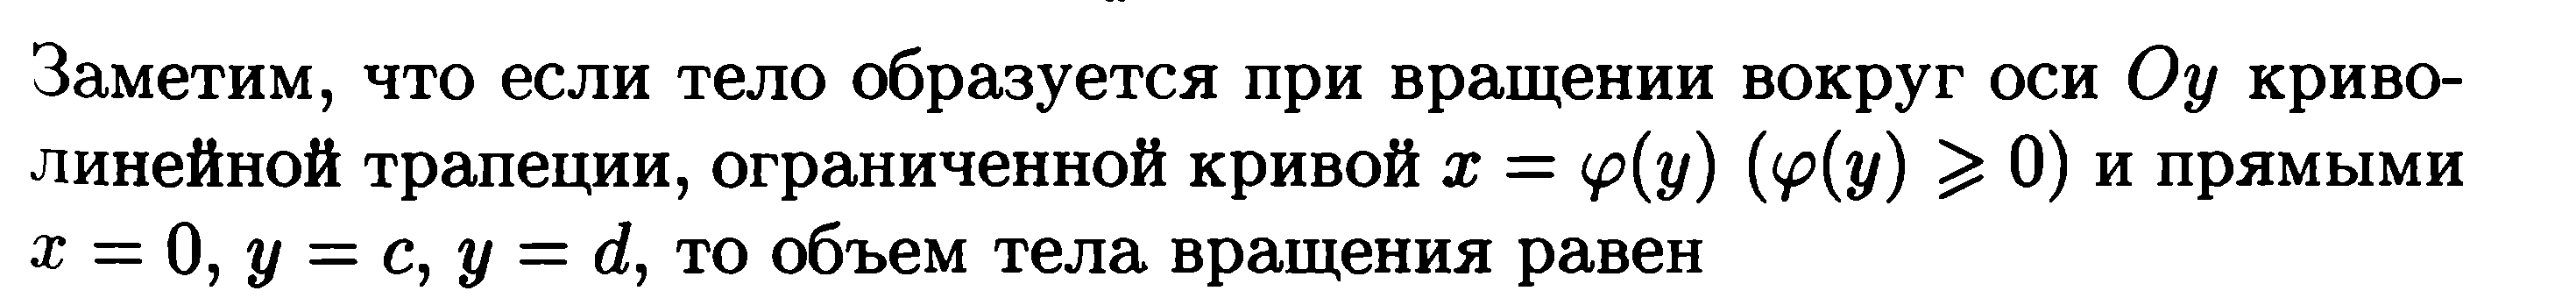 Заметим, что если тело образуется при вращении вокруг оси Oy криво-
линейной трапеции, ограниченной кривой x = φ(y) (φ(y) ⩾ 0) и прямыми
x = 0, y = c, y = d, то объем тела вращения равен